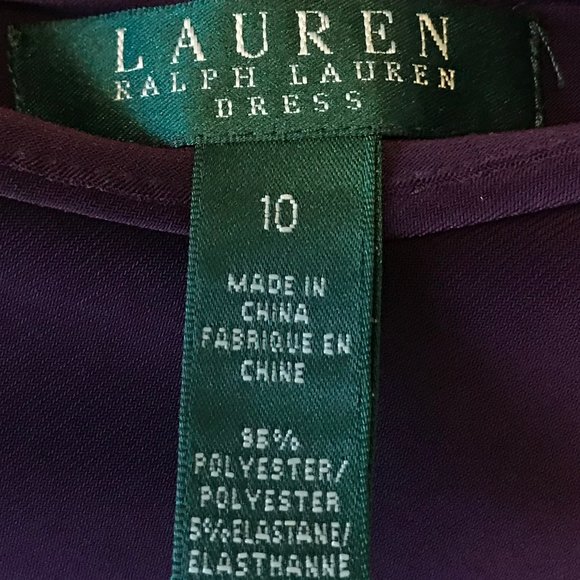 LAUREN
RALPH LAUREN
DRESS
10
MADE IN
CHINA
FABRIQUE EN
CHINE
95%
POLYESTER/
POLYESTER
5%ELASTANE/
ELASTHANNE